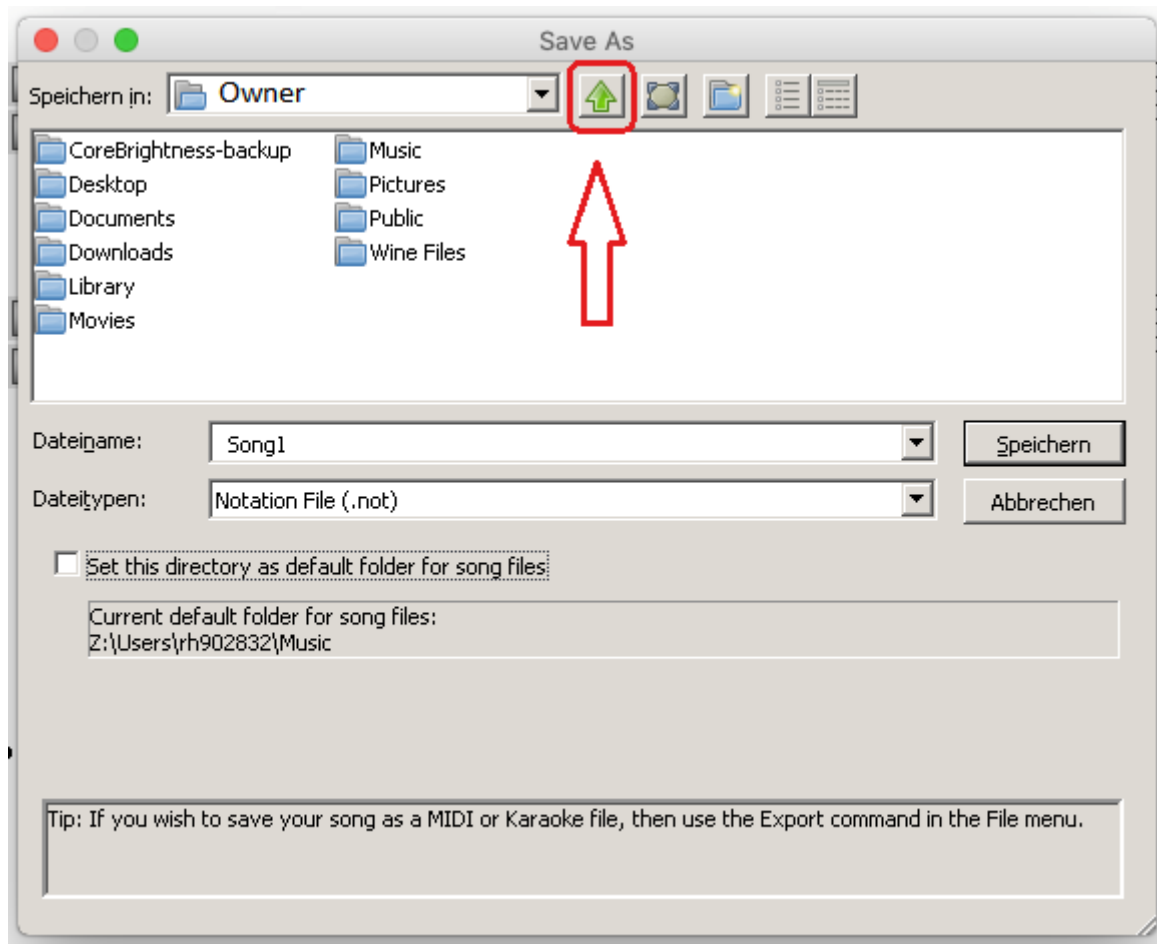 Save As
Speichern in: Owner
CoreBrightness-backup
Desktop
Documents
Downloads
Library
Movies
Music
Pictures
Public
Wine Files
Dateiname: Song1 Speichern
Dateitypen: Notation File (.not) Abbrechen
Set this directory as default folder for song files
Current default folder for song files:
Z:\Users\rh902832\Music
Tip: If you wish to save your song as a MIDI or Karaoke file, then use the Export command in the File menu.